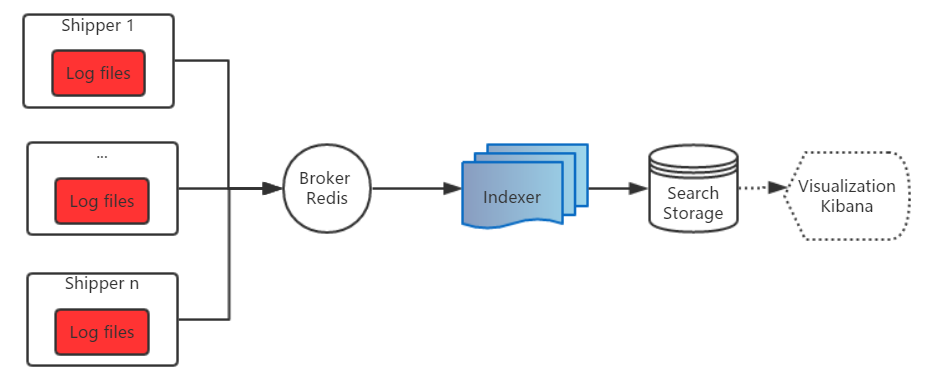 Shipper 1
Log files
...
Log files
Shipper n
Log files
Broker
Redis
Indexer
Search
Storage
Visualization
Kibana